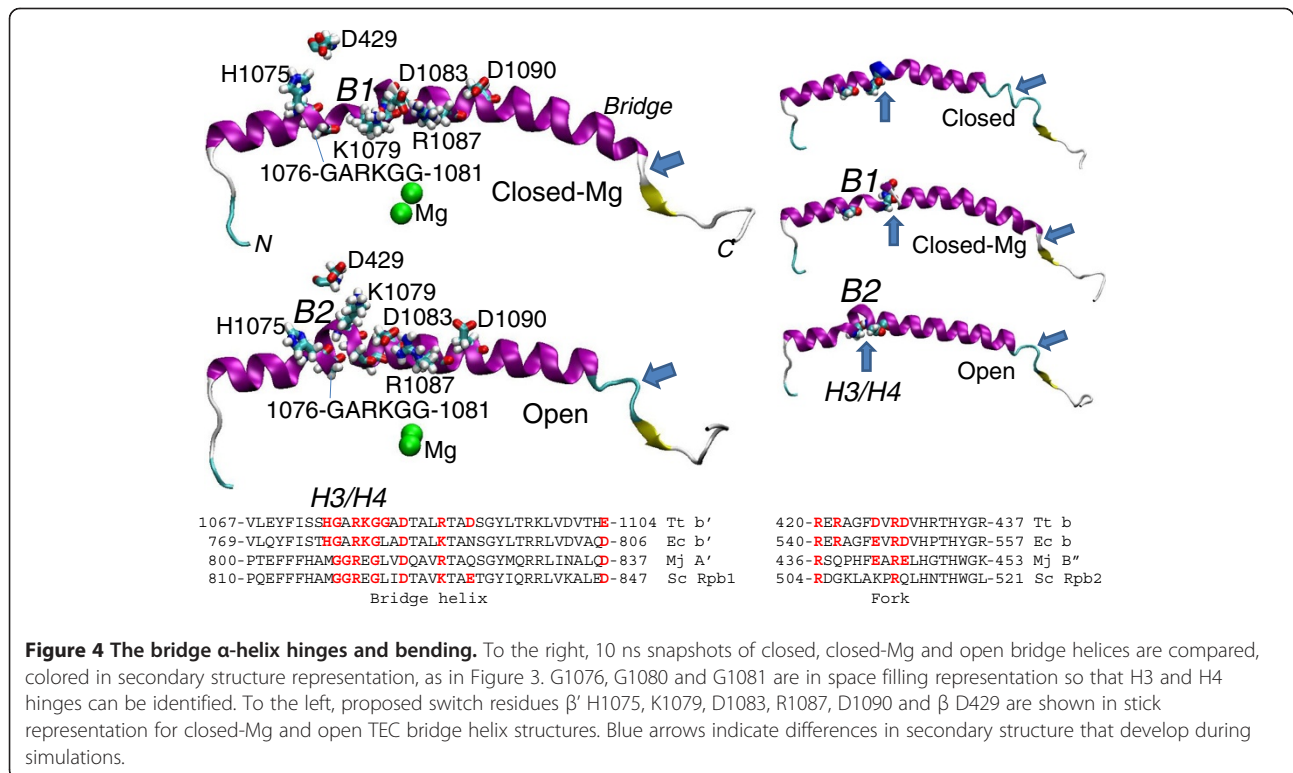 D429
H1075
B1
D1083
D1090
Bridge
K1079
R1087
1076-GARKGG-1081
Closed-Mg
Mg
N
C
D429
K1079
B2
H1075
D1083
D1090
R1087
1076-GARKGG-1081
Open
Mg
Closed
B1
Closed-Mg
B2
Open
H3/H4
H3/H4
1067-VLEYFISSHGARKGGADTALRTADSGYLTRKLVDVTHE-1104 Tt b'
769-VLQYFISTHGARKGLADTALKTANSGYLTRRLVDVAQD-806 Ec b'
800-PTEFFFHAMGGREGLVDQAVRTAQSGYMQRRLINALQD-837 Mj A'
810-PQEFFFHAMGGREGLIDTAVKTAETGYIQRRLVKALED-847 Sc Rpb1
Bridge helix
420-RERAGFDVRDVHRTHYGR-437 Tt b
540-RERAGFEVRDVHPTHYGR-557 Ec b
436-RSQPHFEARELHGTHWGK-453 Mj B"
504-RDGKLAKPRQLHNTHWGL-521 Sc Rpb2
Fork
Figure 4 The bridge α-helix hinges and bending. To the right, 10 ns snapshots of closed, closed-Mg and open bridge helices are compared,
colored in secondary structure representation, as in Figure 3. G1076, G1080 and G1081 are in space filling representation so that H3 and H4
hinges can be identified. To the left, proposed switch residues β′ H1075, K1079, D1083, R1087, D1090 and β D429 are shown in stick
representation for closed-Mg and open TEC bridge helix structures. Blue arrows indicate differences in secondary structure that develop during
simulations.